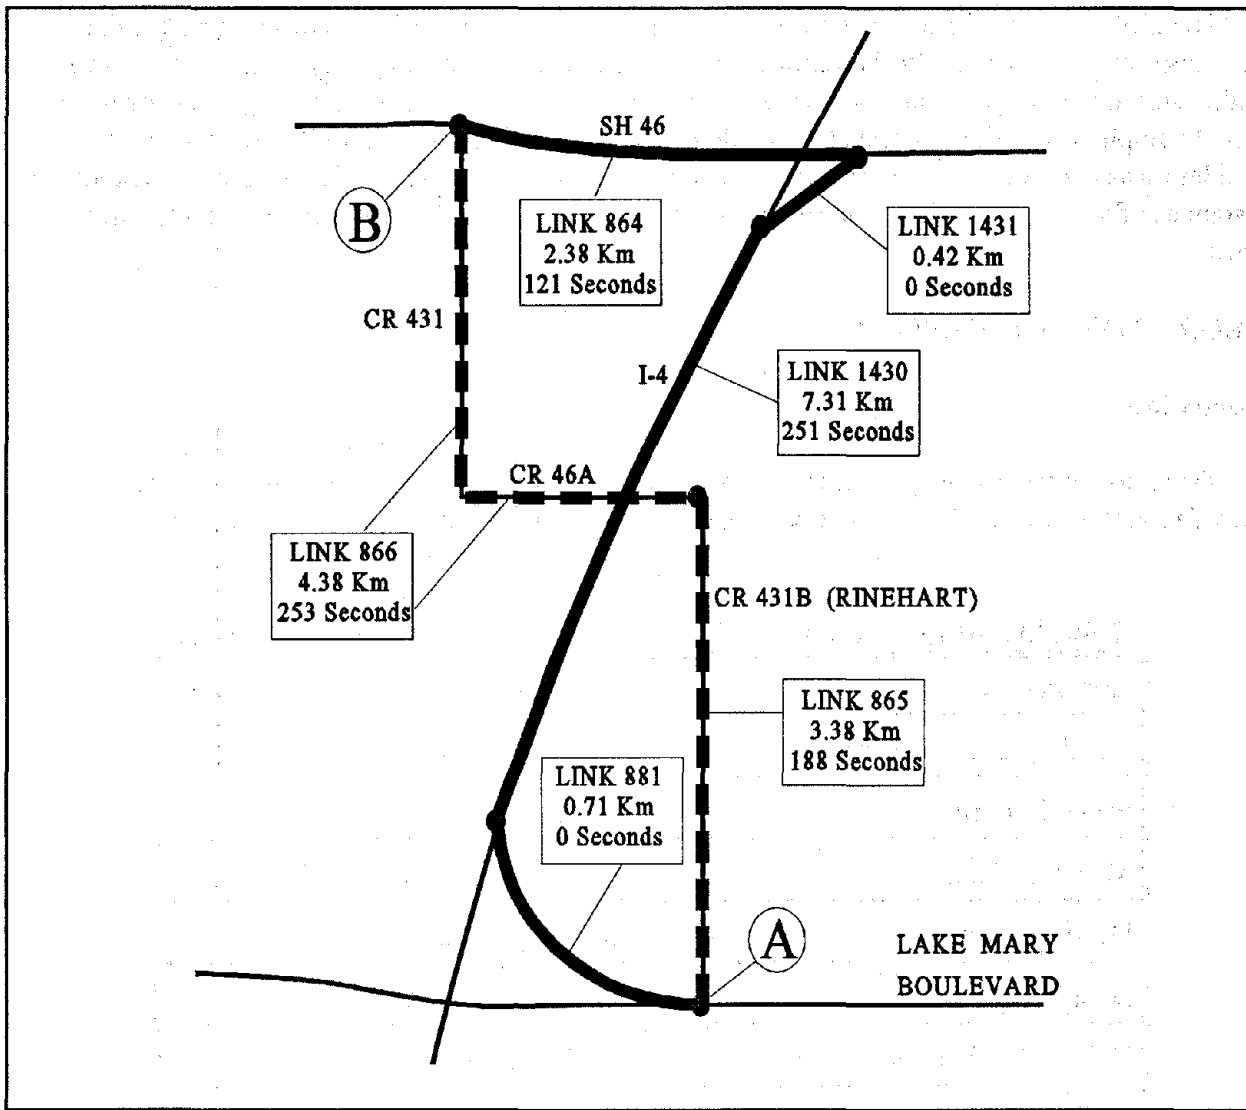 SH 46
B
LINK 864
2.38 Km
121 Seconds
LINK 1431
0.42 Km
0 Seconds
CR 431
I-4
LINK 1430
7.31 Km
251 Seconds
CR 46A
LINK 866
4.38 Km
253 Seconds
CR 431B (RINEHART)
LINK 865
3.38 Km
188 Seconds
LINK 881
0.71 Km
0 Seconds
A
LAKE MARY
BOULEVARD